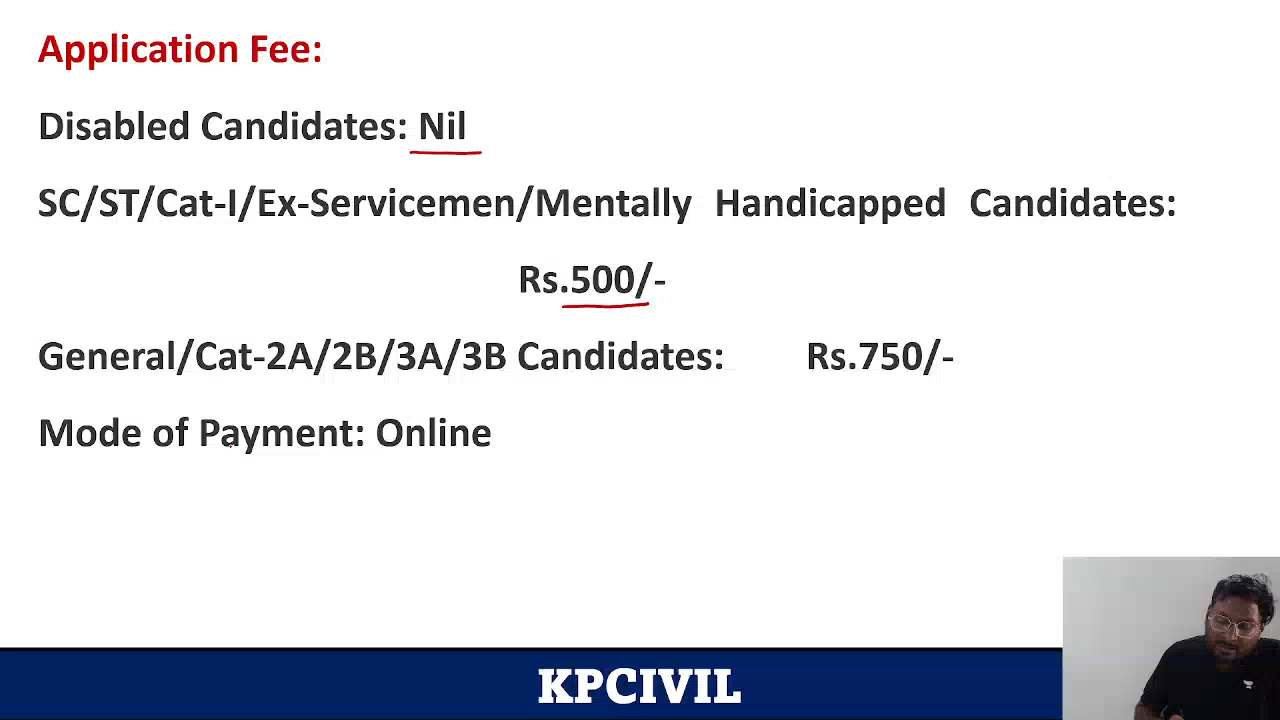 Application Fee:
Disabled Candidates: Nil
SC/ST/Cat-I/Ex-Servicemen/Mentally Handicapped Candidates:
Rs.500/-
General/Cat-2A/2B/3A/3B Candidates: Rs.750/-
Mode of Payment: Online
KPCIVIL